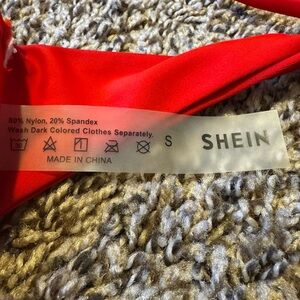 80% Nylon, 20% Spandex
Wash Dark Colored Clothes Separately.
S SHEIN
MADE IN CHINA